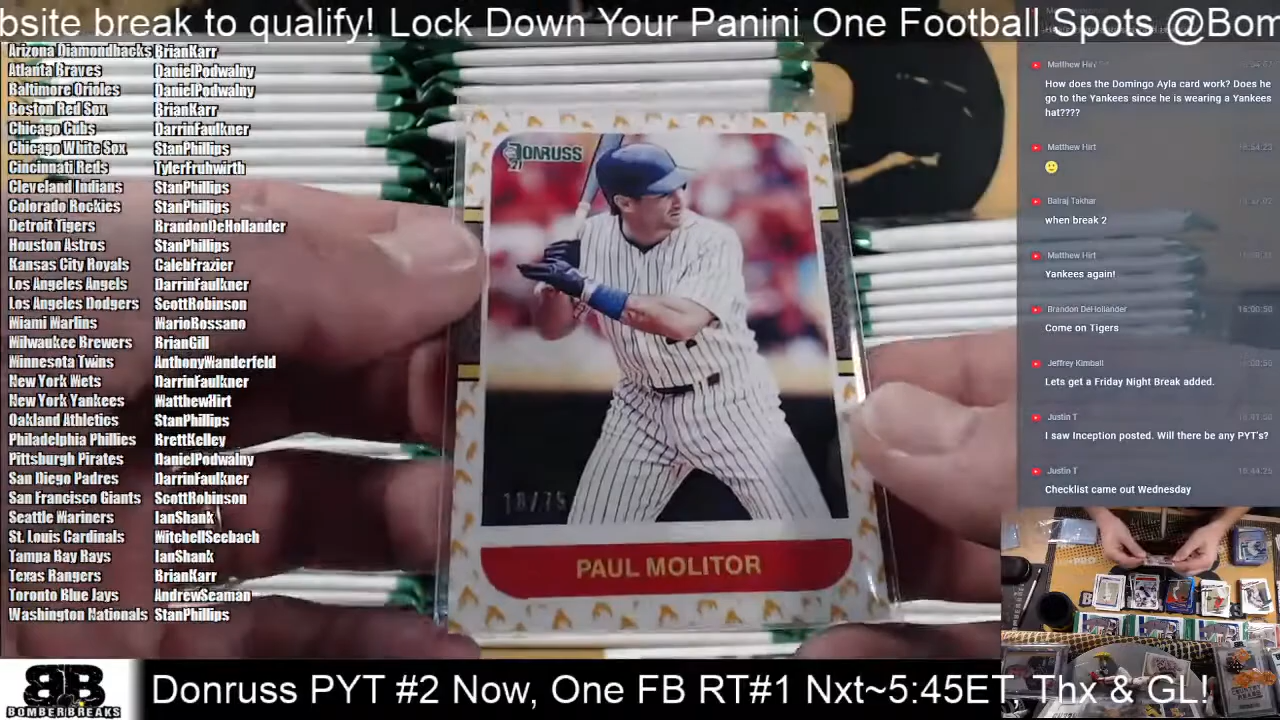 bsite break to qualify! Lock Down Your Panini One Football Spots @Bom
Arizona Diamondbacks BrianKarr
Atlanta Braves DanielPodwalny
Baltimore Orioles DanielPodwalny
Boston Red Sox BrianKarr
Chicago Cubs DarrinFaulkner
Chicago White Sox StanPhillips
Cincinnati Reds TylerFruhwirth
Cleveland Indians StanPhillips
Colorado Rockies StanPhillips
Detroit Tigers BrandonDeHollander
Houston Astros StanPhillips
Kansas City Royals CalebFrazier
Los Angeles Angels DarrinFaulkner
Los Angeles Dodgers ScottRobinson
Miami Marlins MarioRossano
Milwaukee Brewers BrianGill
Minnesota Twins AnthonyWanderfeld
New York Mets DarrinFaulkner
New York Yankees MatthewHirt
Oakland Athletics StanPhillips
Philadelphia Phillies BrettKelley
Pittsburgh Pirates DanielPodwalny
San Diego Padres DarrinFaulkner
San Francisco Giants ScottRobinson
Seattle Mariners IanShank
St. Louis Cardinals MitchellSeebach
Tampa Bay Rays IanShank
Texas Rangers BrianKarr
Toronto Blue Jays AndrewSeaman
Washington Nationals StanPhillips
DONRUSS
21
18/75
PAUL MOLITOR
Matthew Hirt
How does the Domingo Ayla card work? Does he
go to the Yankees since he is wearing a Yankees
hat????
Matthew Hirt
Balraj Takhar
when break 2
Matthew Hirt
Yankees again!
Brandon DeHollander
Come on Tigers
Jeffrey Kimball
Lets get a Friday Night Break added.
Justin T
I saw Inception posted. Will there be any PYT's?
Justin T
Checklist came out Wednesday
BB
BOMBERBREAKS
Donruss PYT #2 Now, One FB RT#1 Nxt~5:45ET Thx & GL!